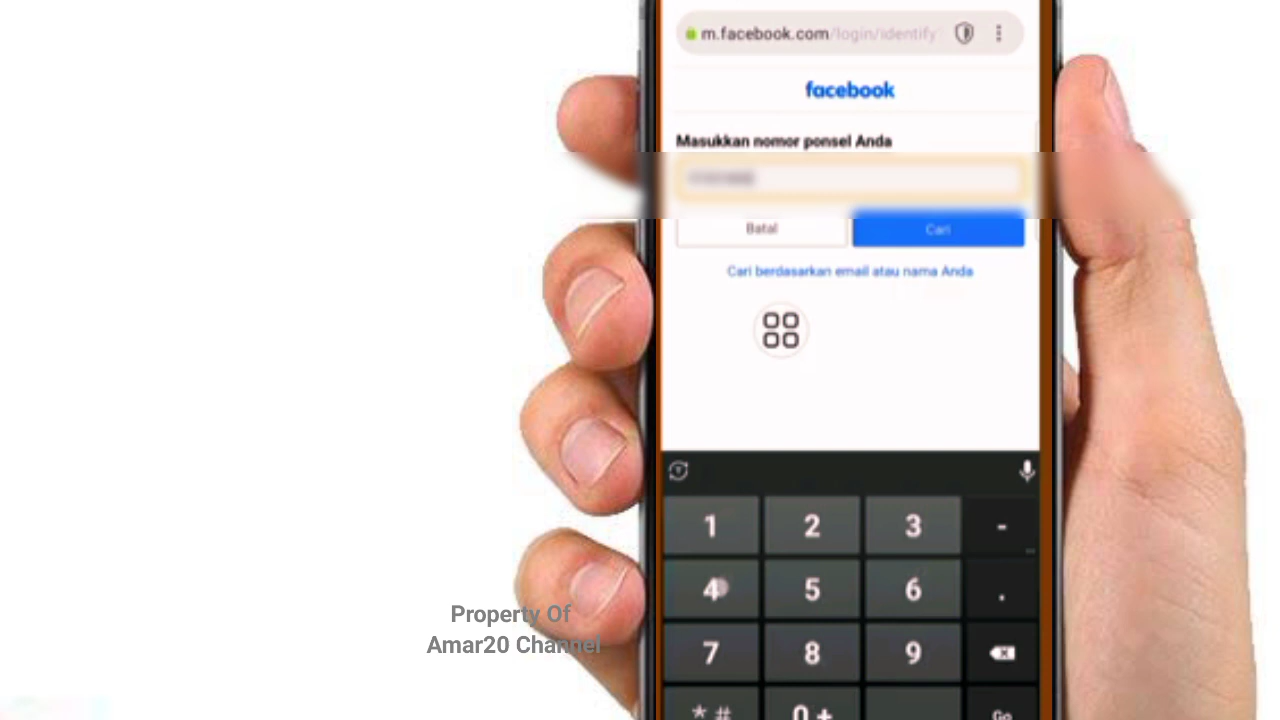 m.facebook.com/login/identify
facebook
Masukkan nomor ponsel Anda
Batal
Cari
Cari berdasarkan email atau nama Anda
1 2 3 -
4 5 6 .
7 8 9
* # 0 + Go
Property Of
Amar20 Channel